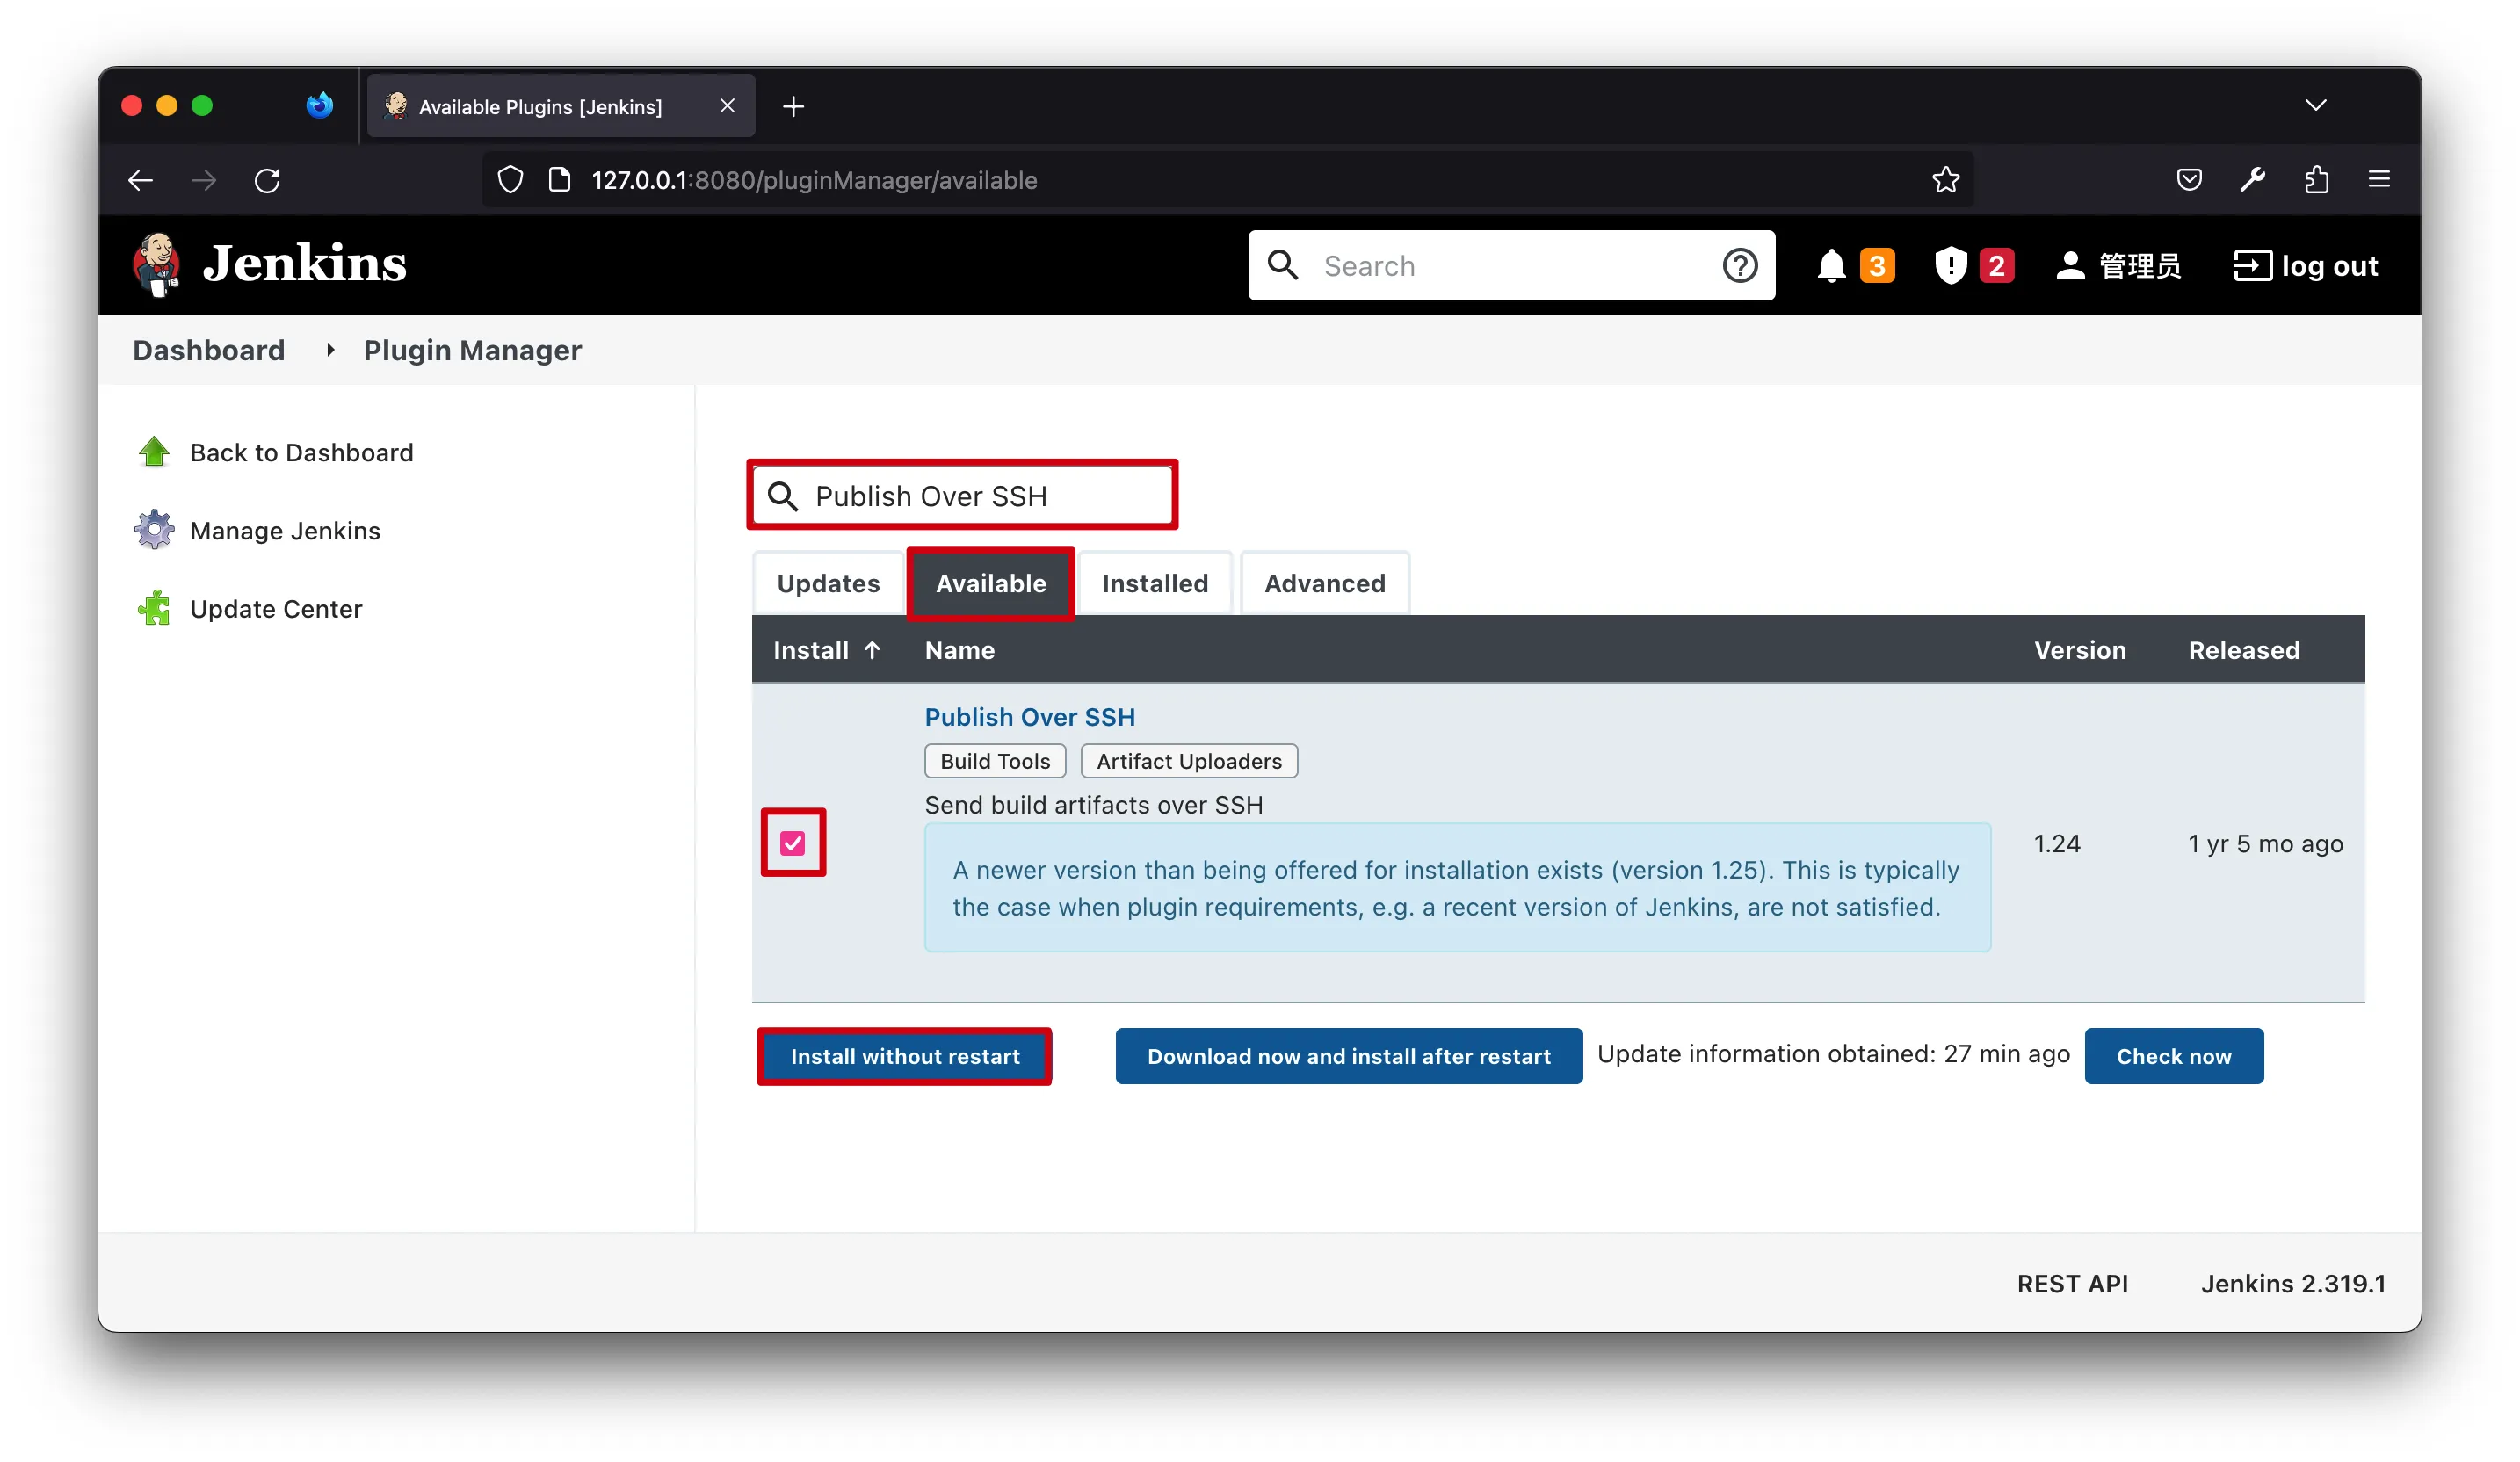 Available Plugins [Jenkins]
127.0.0.1:8080/pluginManager/available
Jenkins
Search
3
2
管理员
log out
Dashboard
Plugin Manager
Back to Dashboard
Manage Jenkins
Update Center
Publish Over SSH
Updates
Available
Installed
Advanced
Install ↑
Name
Version
Released
Publish Over SSH
Build Tools
Artifact Uploaders
Send build artifacts over SSH
A newer version than being offered for installation exists (version 1.25). This is typically
the case when plugin requirements, e.g. a recent version of Jenkins, are not satisfied.
1.24
1 yr 5 mo ago
Install without restart
Download now and install after restart
Update information obtained: 27 min ago
Check now
REST API
Jenkins 2.319.1